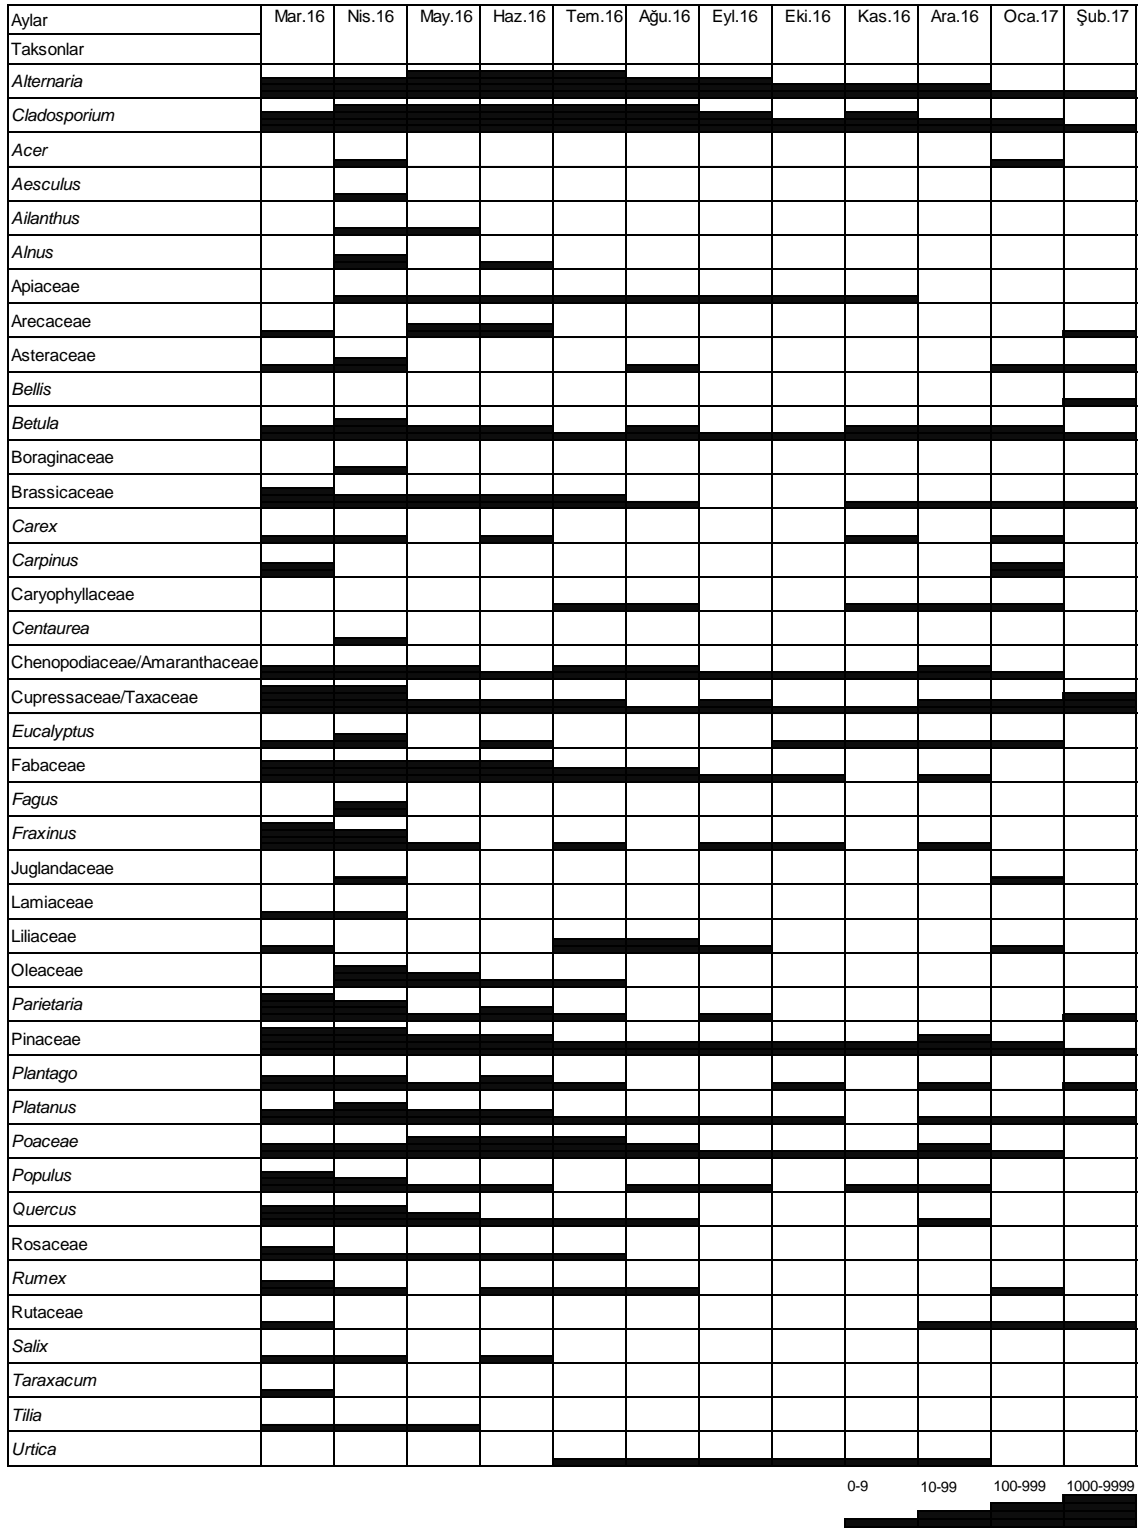 Aylar Mar.16 Nis.16 May.16 Haz.16 Tem.16 Ağu.16 Eyl.16 Eki.16 Kas.16 Ara.16 Oca.17 Şub.17
Taksonlar
Alternaria
Cladosporium
Acer
Aesculus
Ailanthus
Alnus
Apiaceae
Arecaceae
Asteraceae
Bellis
Betula
Boraginaceae
Brassicaceae
Carex
Carpinus
Caryophyllaceae
Centaurea
Chenopodiaceae/Amaranthaceae
Cupressaceae/Taxaceae
Eucalyptus
Fabaceae
Fagus
Fraxinus
Juglandaceae
Lamiaceae
Liliaceae
Oleaceae
Parietaria
Pinaceae
Plantago
Platanus
Poaceae
Populus
Quercus
Rosaceae
Rumex
Rutaceae
Salix
Taraxacum
Tilia
Urtica
0-9 10-99 100-999 1000-9999